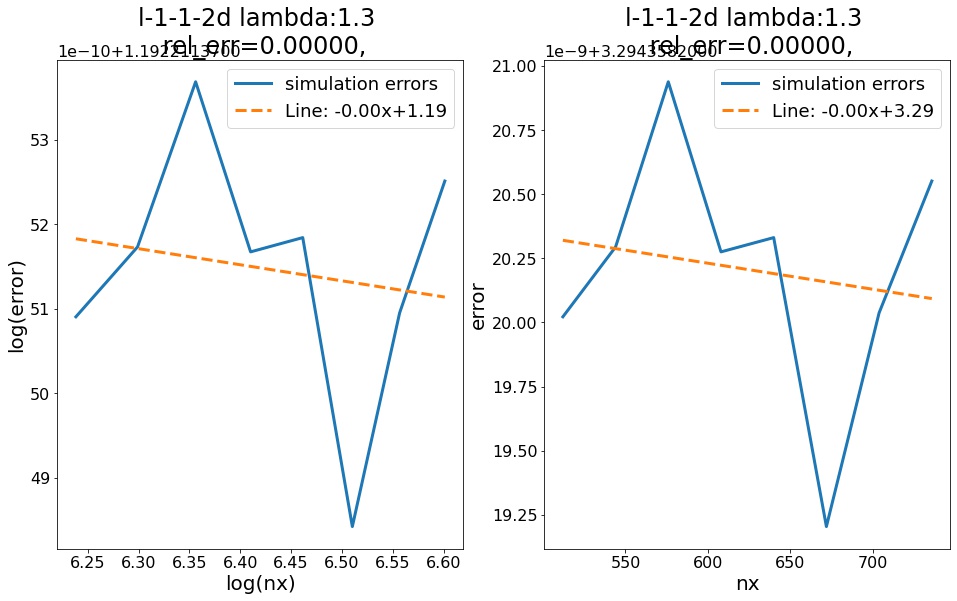 l-1-1-2d lambda:1.3
rel_err=0.00000,
1e−10+1.1922113700
simulation errors
Line: -0.00x+1.19
53
52
51
50
49
log(error)
6.25 6.30 6.35 6.40 6.45 6.50 6.55 6.60
log(nx)
l-1-1-2d lambda:1.3
rel_err=0.00000,
1e−9+3.2943582000
simulation errors
Line: -0.00x+3.29
21.00
20.75
20.50
20.25
20.00
19.75
19.50
19.25
error
550 600 650 700
nx